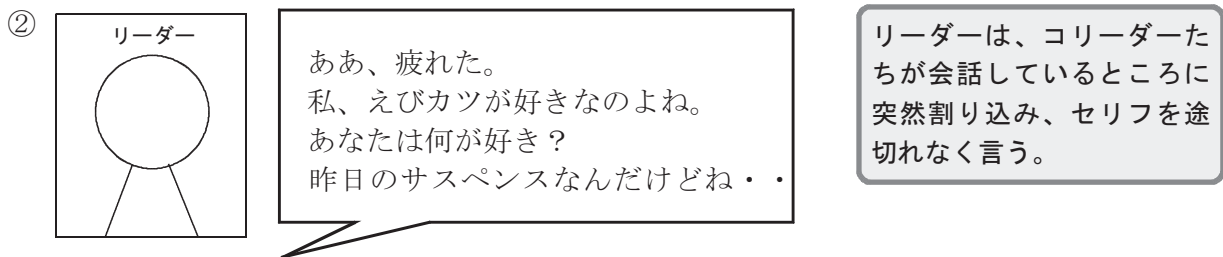 ②
リーダー
ああ、疲れた。
私、えびカツが好きなのよね。
あなたは何が好き？
昨日のサスペンスなんだけどね・・
リーダーは、コリーダーた
ちが会話しているところに
突然割り込み、セリフを途
切れなく言う。